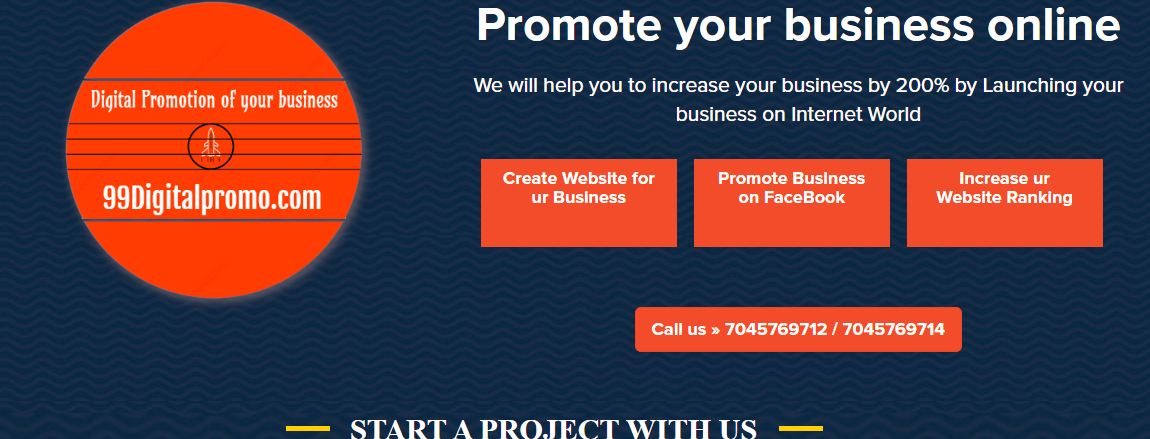 Digital Promotion of your business
99Digitalpromo.com
Promote your business online
We will help you to increase your business by 200% by Launching your
business on Internet World
Create Website for
ur Business
Promote Business
on FaceBook
Increase ur
Website Ranking
Call us » 7045769712 / 7045769714
START A PROJECT WITH US